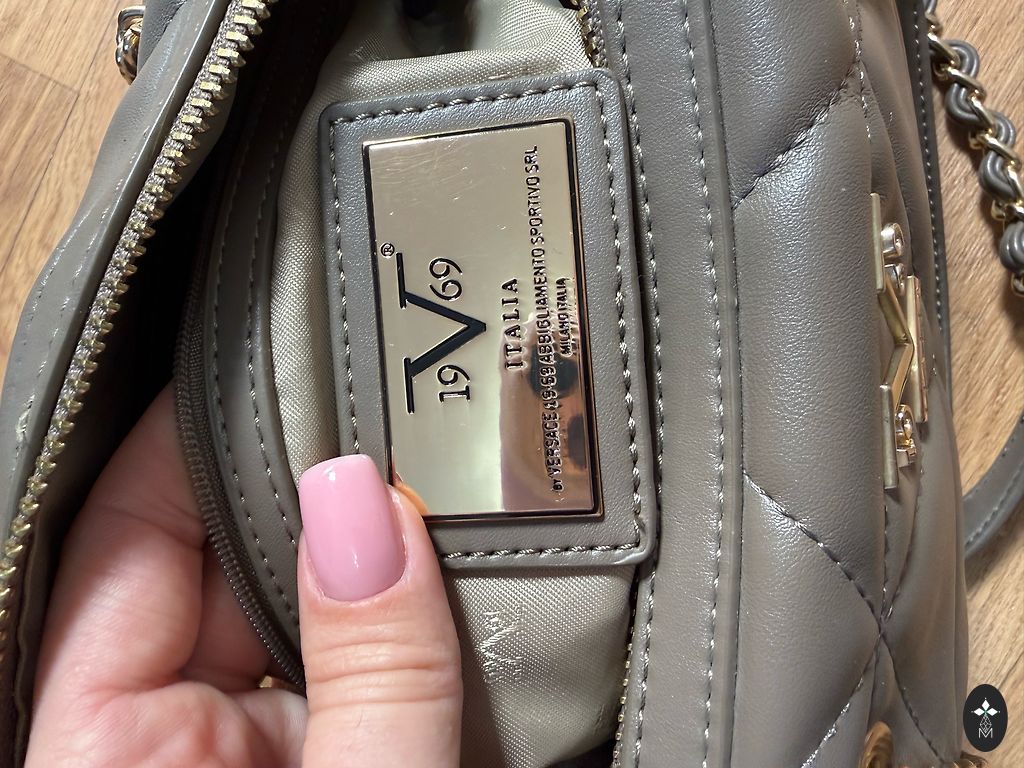 19V69®
ITALIA
BY VERSACE 19·69 ABBIGLIAMENTO SPORTIVO SRL
MILANO ITALIA
M